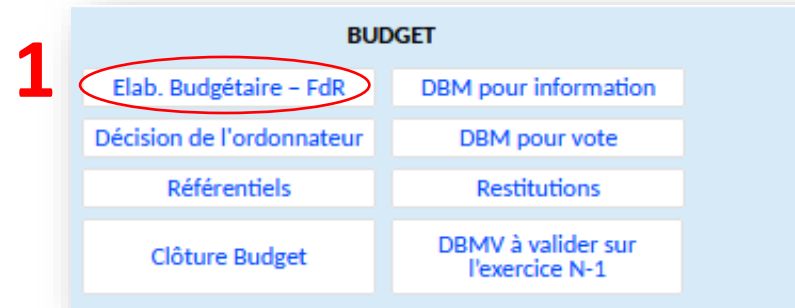 BUDGET
1
Elab. Budgétaire – FdR
DBM pour information
Décision de l'ordonnateur
DBM pour vote
Référentiels
Restitutions
Clôture Budget
DBMV à valider sur
l'exercice N-1